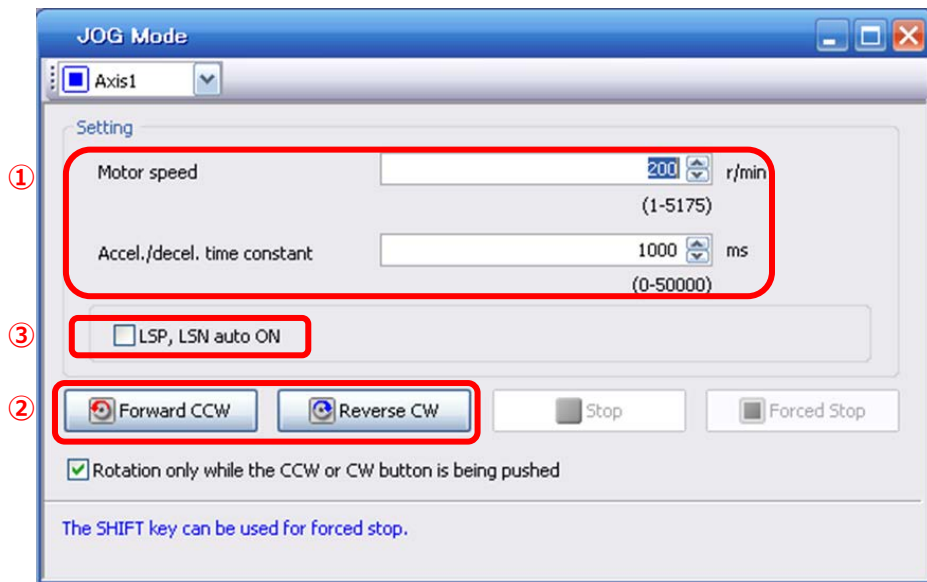 JOG Mode
Axis1
Setting
① Motor speed 200 r/min
(1-5175)
Accel./decel. time constant 1000 ms
(0-50000)
③ LSP, LSN auto ON
② Forward CCW Reverse CW Stop Forced Stop
Rotation only while the CCW or CW button is being pushed
The SHIFT key can be used for forced stop.